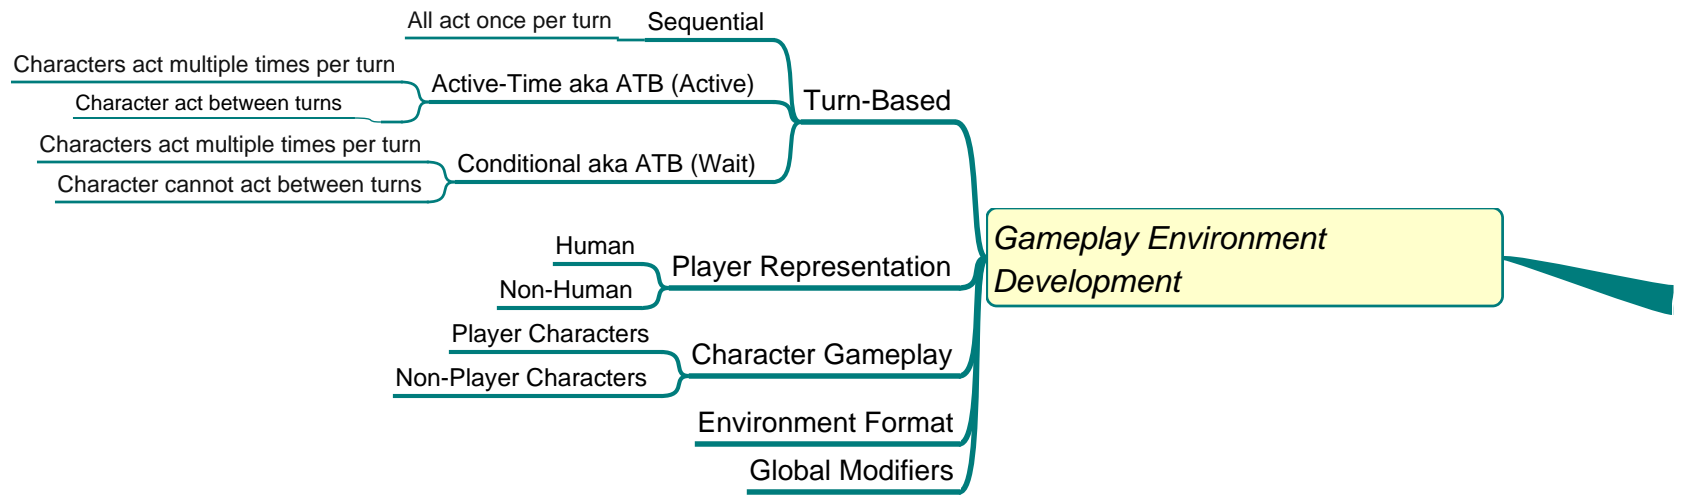 All act once per turn
Sequential
Characters act multiple times per turn
Active-Time aka ATB (Active)
Character act between turns
Turn-Based
Characters act multiple times per turn
Conditional aka ATB (Wait)
Character cannot act between turns
Gameplay Environment
Development
Human
Player Representation
Non-Human
Player Characters
Character Gameplay
Non-Player Characters
Environment Format
Global Modifiers